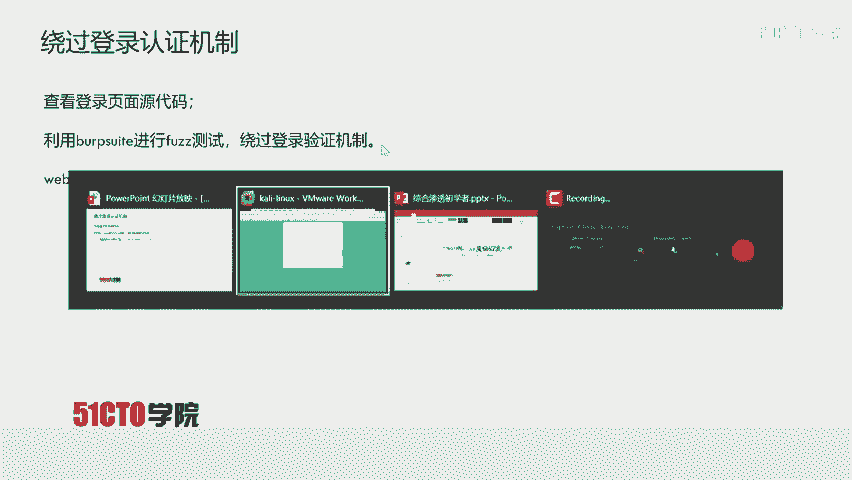 绕过登录认证机制
查看登录页面源代码；
利用burpsuite进行fuzz测试，绕过登录验证机制。
web
PowerPoint 幻灯片放映 - [...
kali-linux - VMware Work...
综合渗透初学者.pptx - Po...
Recording...
51CTO学院